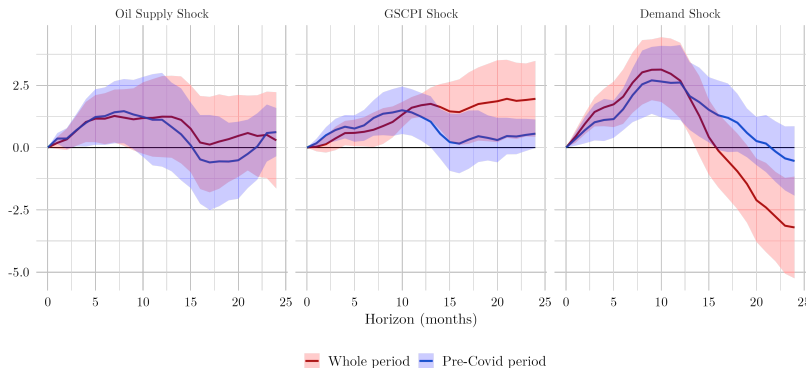 Oil Supply Shock
GSCPI Shock
Demand Shock
2.5
0.0
-2.5
-5.0
0 5 10 15 20 25 0 5 10 15 20 25 0 5 10 15 20 25
Horizon (months)
Whole period Pre-Covid period